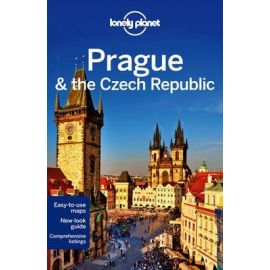 lonely planet
Prague
& the Czech Republic
Easy-to-use
maps
New-look
guide
Comprehensive
listings